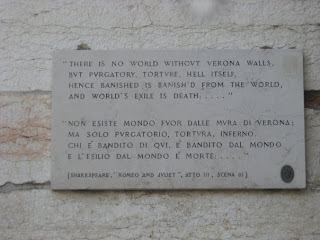 "THERE IS NO WORLD WITHOVT VERONA WALLS,
BVT PVRGATORY, TORTVRE, HELL ITSELF,
HENCE BANISHED IS BANISH'D FROM THE WORLD,
AND WORLD'S EXILE IS DEATH, ...."
"NON ESISTE MONDO FVOR DALLE MVRA DI VERONA;
MA SOLO PVRGATORIO, TORTVRA, INFERNO.
CHI É BANDITO DI QVI, É BANDITO DAL MONDO
E L'ESILIO DAL MONDO É MORTE, ...."
(SHAKESPEARE, "ROMEO AND JVLIET", ATTO III, SCENA III)